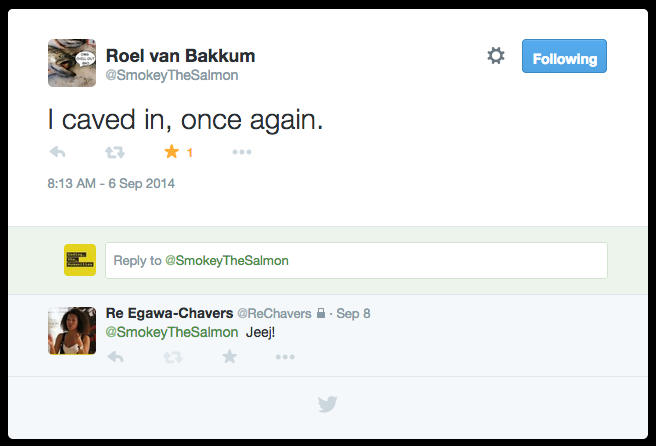 Roel van Bakkum
@SmokeyTheSalmon
Following
I caved in, once again.
1
8:13 AM - 6 Sep 2014
Reply to @SmokeyTheSalmon
Re Egawa-Chavers @ReChavers · Sep 8
@SmokeyTheSalmon Jeej!